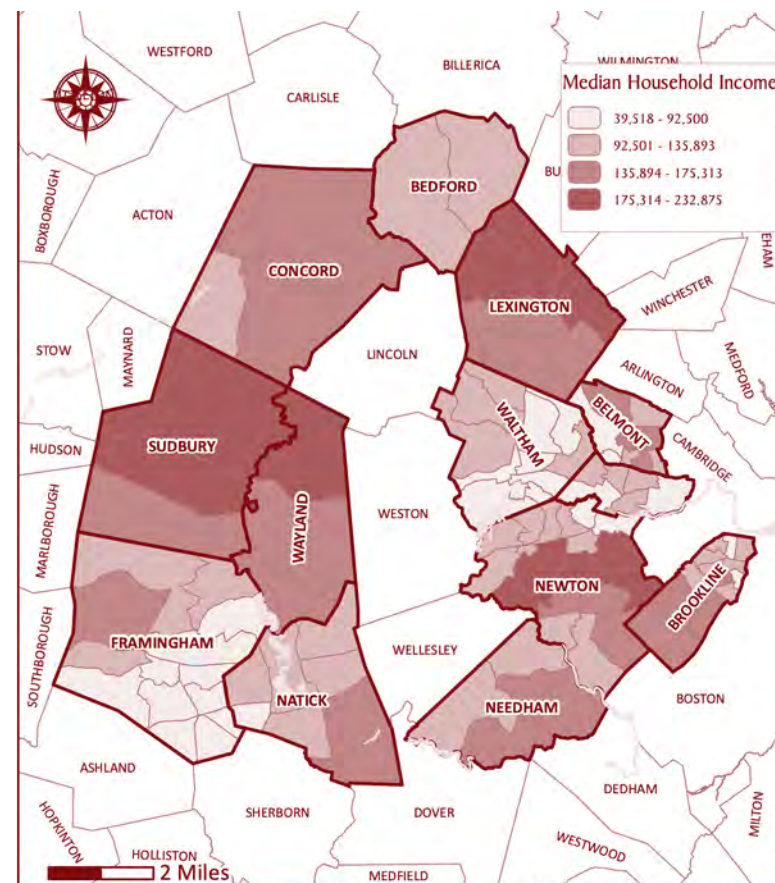 WESTFORD
BILLERICA
WILMINGTON
CARLISLE
Median Household Income
39,518 - 92,500
92,501 - 135,893
135,894 - 175,313
175,314 - 232,875
BEDFORD
BU
BOXBOROUGH
ACTON
EHAM
CONCORD
LEXINGTON
WINCHESTER
STOW
MAYNARD
LINCOLN
ARLINGTON
MEDFORD
BELMONT
WALTHAM
CAMBRIDGE
HUDSON
SUDBURY
MARLBOROUGH
WAYLAND
WESTON
NEWTON
BROOKLINE
SOUTHBOROUGH
FRAMINGHAM
WELLESLEY
NATICK
NEEDHAM
BOSTON
ASHLAND
DEDHAM
SHERBORN
DOVER
HOPKINTON
MILTON
HOLLISTON
WESTWOOD
2 Miles
MEDFIELD